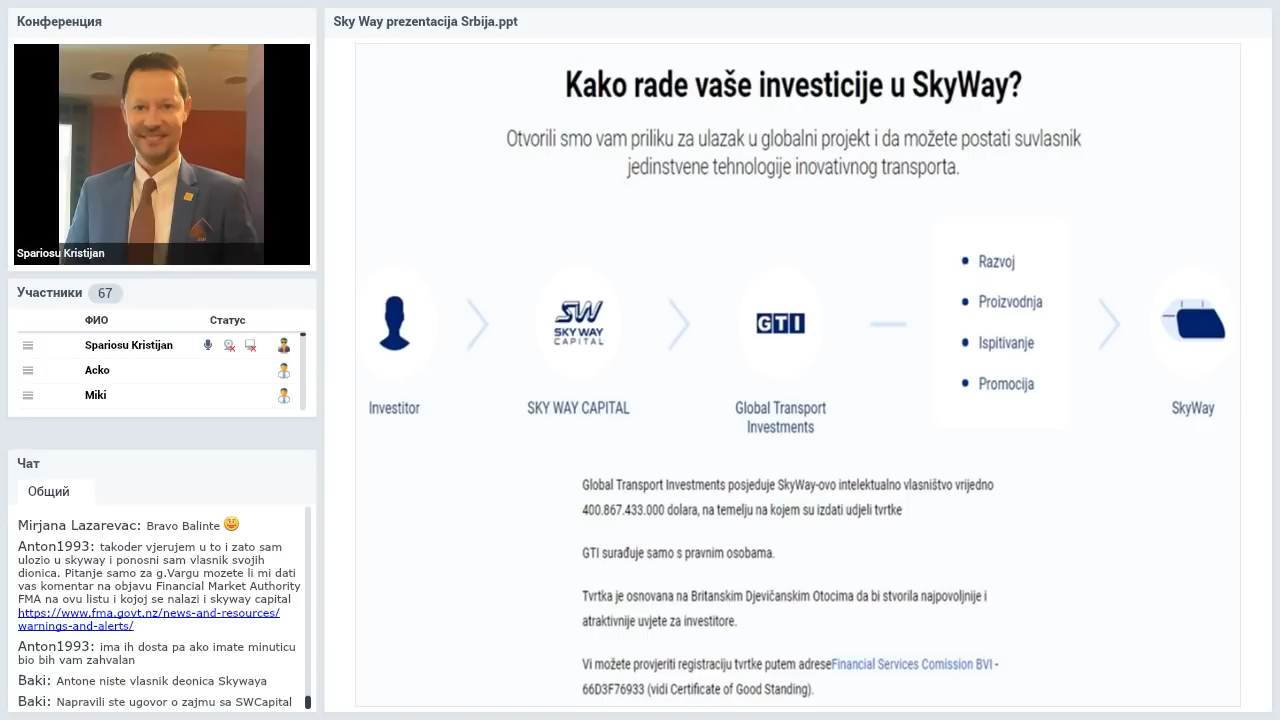 Конференция
Spariosu Kristijan
Участники 67
ФИО Статус
Spariosu Kristijan
Acko
Miki
Чат
Общий
Mirjana Lazarevac: Bravo Balinte
Anton1993: takoder vjerujem u to i zato sam
ulozio u skyway i ponosni sam vlasnik svojih
dionica. Pitanje samo za g.Vargu mozete li mi dati
vas komentar na objavu Financial Market Authority
FMA na ovu listu i kojoj se nalazi i skyway capital
https://www.fma.govt.nz/news-and-resources/
warnings-and-alerts/
Anton1993: ima ih dosta pa ako imate minuticu
bio bih vam zahvalan
Baki: Antone niste vlasnik deonica Skywaya
Baki: Napravili ste ugovor o zajmu sa SWCapital
Sky Way prezentacija Srbija.ppt
Kako rade vaše investicije u SkyWay?
Otvorili smo vam priliku za ulazak u globalni projekt i da možete postati suvlasnik
jedinstvene tehnologije inovativnog transporta.
SW
SKY WAY
CAPITAL
GTI
Razvoj
Proizvodnja
Ispitivanje
Promocija
Investitor
SKY WAY CAPITAL
Global Transport
Investments
SkyWay
Global Transport Investments posjeduje SkyWay-ovo intelektualno vlasništvo vrijedno
400.867.433.000 dolara, na temelju na kojem su izdati udjeli tvrtke
GTI surađuje samo s pravnim osobama.
Tvrtka je osnovana na Britanskim Djevičanskim Otocima da bi stvorila najpovoljnije i
atraktivnije uvjete za investitore.
Vi možete provjeriti registraciju tvrtke putem adreseFinancial Services Comission BVI -
66D3F76933 (vidi Certificate of Good Standing).